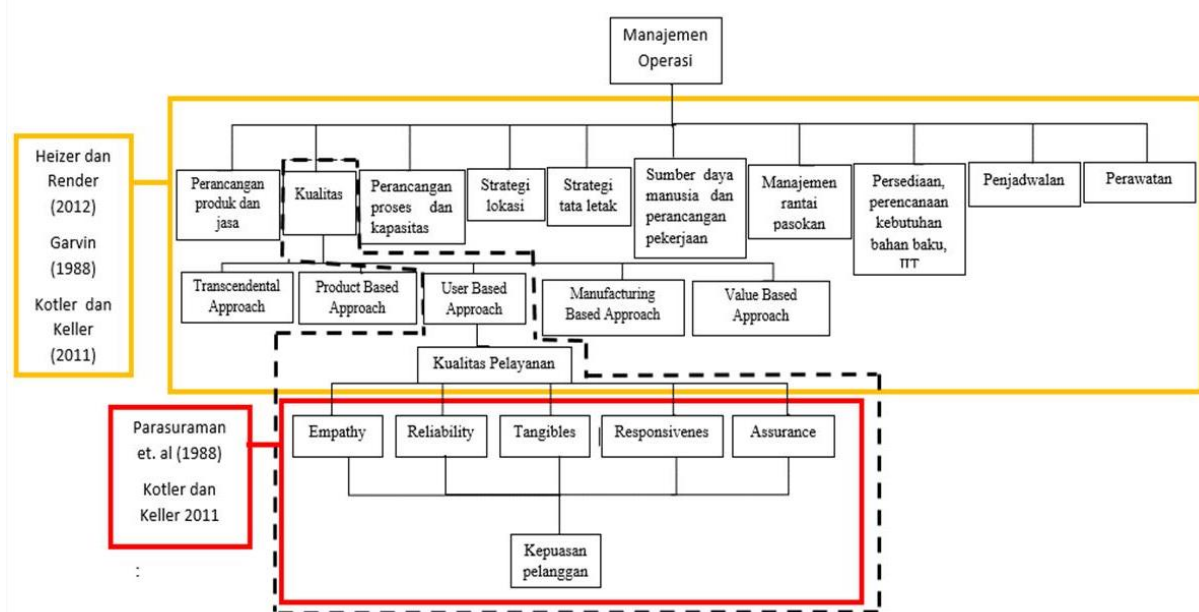 Manajemen
Operasi
Heizer dan
Render
(2012)
Garvin
(1988)
Kotler dan
Keller
(2011)
Perancangan
produk dan
jasa
Kualitas
Perancangan
proses dan
kapasitas
Strategi
lokasi
Strategi
tata letak
Sumber daya
manusia dan
perancangan
pekerjaan
Manajemen
rantai
pasokan
Persediaan,
perencanaan
kebutuhan
bahan baku,
Penjadwalan
Perawatan
Transcendental
Approach
Product Based
Approach
User Based
Approach
Manufacturing
Based Approach
Value Based
Approach
Kualitas Pelayanan
Parasuraman
et. al (1988)
Kotler dan
Keller 2011
:
Empathy
Reliability
Tangibles
Responsivenes
Assurance
Kepuasan
pelanggan